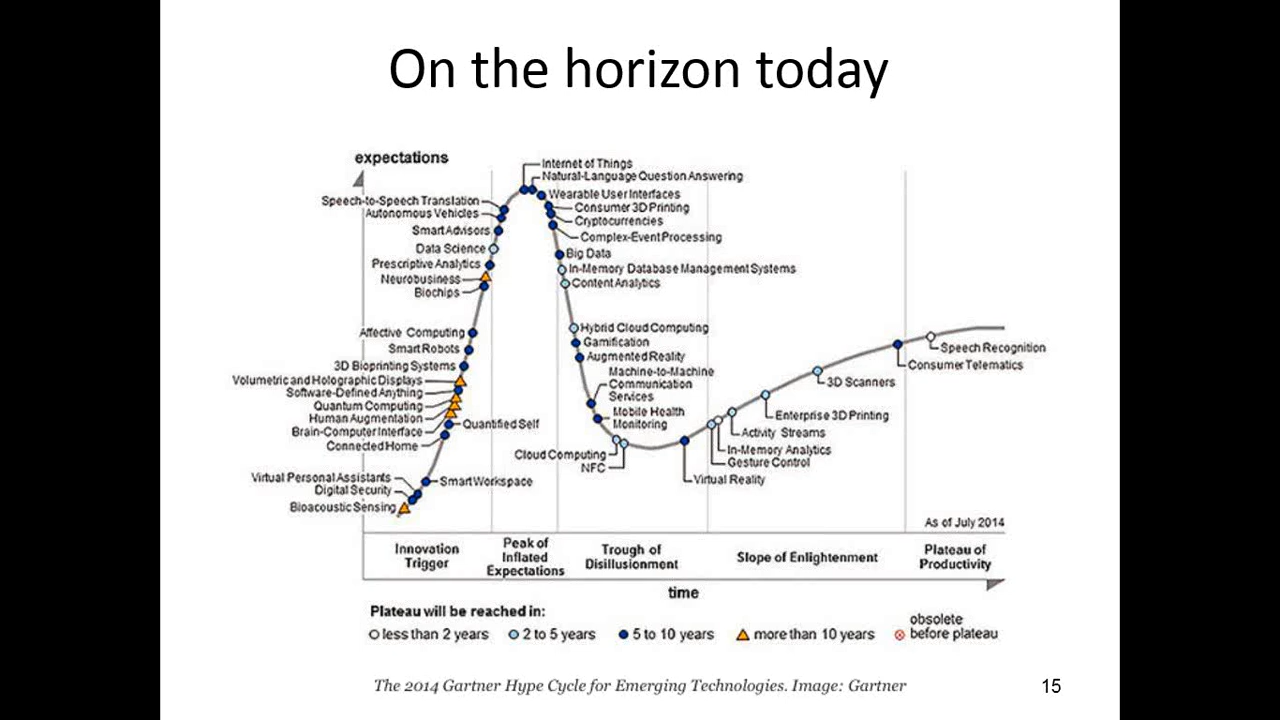 On the horizon today
expectations
Internet of Things
Natural-Language Question Answering
Wearable User Interfaces
Consumer 3D Printing
Cryptocurrencies
Complex-Event Processing
Big Data
In-Memory Database Management Systems
Content Analytics
Hybrid Cloud Computing
Gamification
Augmented Reality
Machine-to-Machine
Communication
Services
Mobile Health
Monitoring
Speech-to-Speech Translation
Autonomous Vehicles
Smart Advisors
Data Science
Prescriptive Analytics
Neurobusiness
Biochips
Affective Computing
Smart Robots
3D Bioprinting Systems
Volumetric and Holographic Displays
Software-Defined Anything
Quantum Computing
Human Augmentation
Brain-Computer Interface
Connected Home
Quantified Self
Virtual Personal Assistants
Digital Security
Bioacoustic Sensing
Smart Workspace
Cloud Computing
NFC
Virtual Reality
Gesture Control
In-Memory Analytics
Activity Streams
Enterprise 3D Printing
3D Scanners
Consumer Telematics
Speech Recognition
As of July 2014
Innovation
Trigger
Peak of
Inflated
Expectations
Trough of
Disillusionment
Slope of Enlightenment
Plateau of
Productivity
time
Plateau will be reached in:
less than 2 years
2 to 5 years
5 to 10 years
more than 10 years
obsolete
before plateau
The 2014 Gartner Hype Cycle for Emerging Technologies. Image: Gartner
15